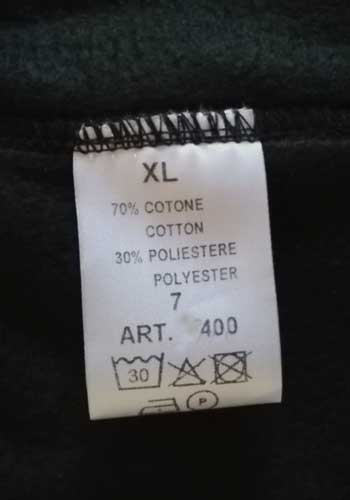 XL
70% COTONE
COTTON
30% POLIESTERE
POLYESTER
7
ART. 400
30
P